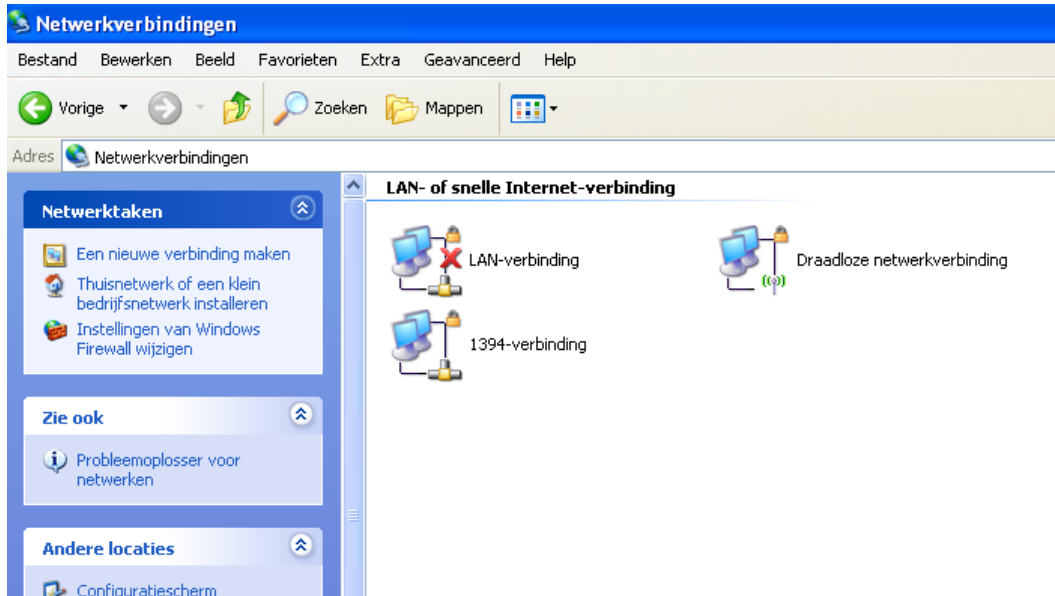 Netwerkverbindingen
Bestand Bewerken Beeld Favorieten Extra Geavanceerd Help
Vorige Zoeken Mappen
Adres Netwerkverbindingen
Netwerktaken
Een nieuwe verbinding maken
Thuisnetwerk of een klein
bedrijfsnetwerk installeren
Instellingen van Windows
Firewall wijzigen
Zie ook
Probleemoplosser voor
netwerken
Andere locaties
Configuratiescherm
LAN- of snelle Internet-verbinding
LAN-verbinding
Draadloze netwerkverbinding
1394-verbinding